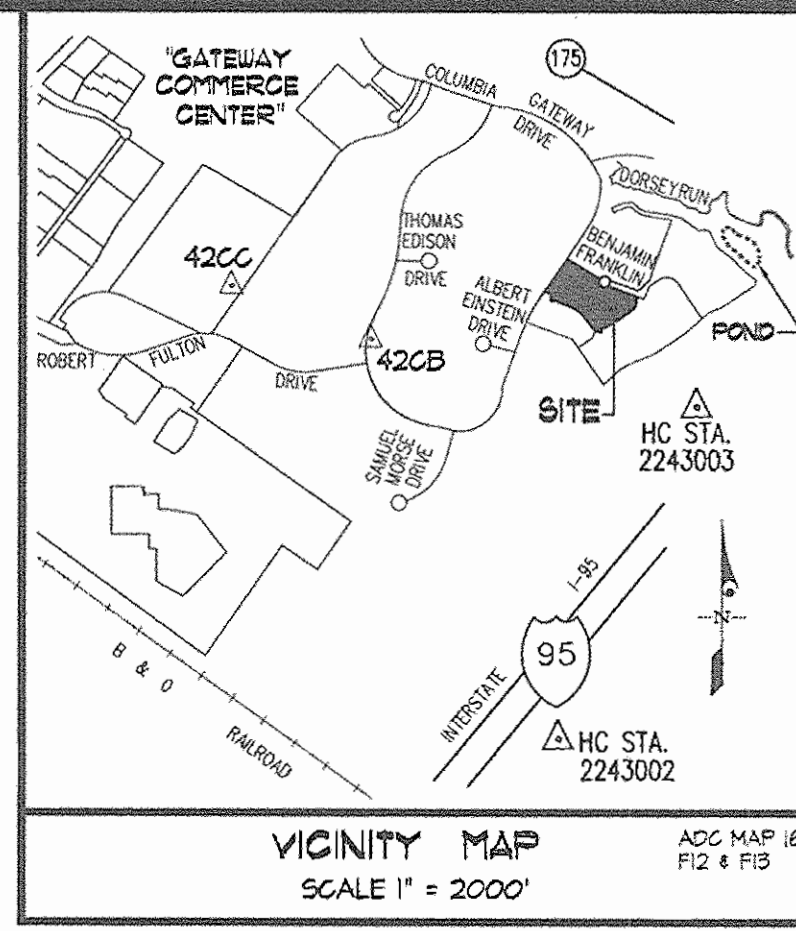 "GATEWAY
COMMERCE
CENTER"
175
COLUMBIA
GATEWAY
DRIVE
DORSEY RUN
THOMAS
EDISON
DRIVE
BENJAMIN
FRANKLIN
42CC
ALBERT
EINSTEIN
DRIVE
POND
ROBERT
FULTON
DRIVE
42CB
SITE
HC STA.
2243003
SAMUEL
MORSE
DRIVE
I-95
N
95
INTERSTATE
B & O
RAILROAD
HC STA.
2243002
VICINITY MAP
SCALE 1" = 2000'
ADC MAP 16
F12 & F13